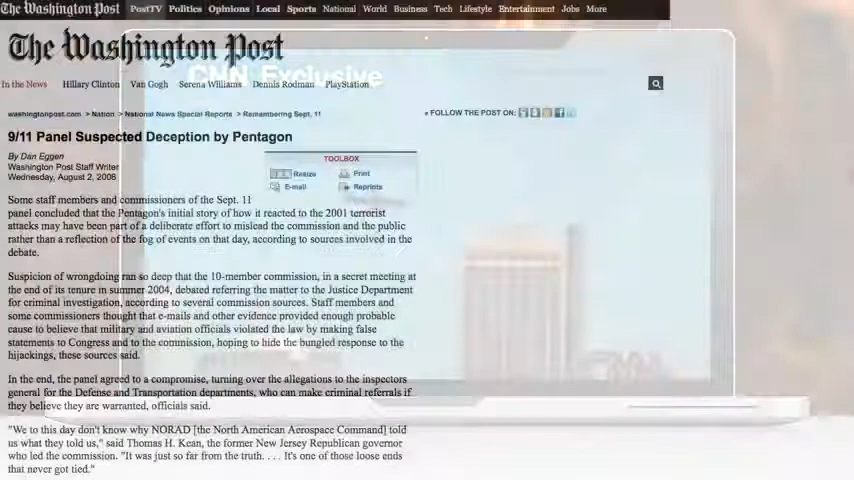 The Washington Post PostTV Politics Opinions Local Sports National World Business Tech Lifestyle Entertainment Jobs More
The Washington Post
CNN Exclusive
In the News Hillary Clinton Van Gogh Serena Williams Dennis Rodman PlayStation
washingtonpost.com > Nation > National News Special Reports > Remembering Sept. 11
FOLLOW THE POST ON:
9/11 Panel Suspected Deception by Pentagon
By Dan Eggen
Washington Post Staff Writer
Wednesday, August 2, 2006
TOOLBOX
Resize Print
E-mail Reprints
Some staff members and commissioners of the Sept. 11
panel concluded that the Pentagon's initial story of how it reacted to the 2001 terrorist
attacks may have been part of a deliberate effort to mislead the commission and the public
rather than a reflection of the fog of events on that day, according to sources involved in the
debate.
Suspicion of wrongdoing ran so deep that the 10-member commission, in a secret meeting at
the end of its tenure in summer 2004, debated referring the matter to the Justice Department
for criminal investigation, according to several commission sources. Staff members and
some commissioners thought that e-mails and other evidence provided enough probable
cause to believe that military and aviation officials violated the law by making false
statements to Congress and to the commission, hoping to hide the bungled response to the
hijackings, these sources said.
In the end, the panel agreed to a compromise, turning over the allegations to the inspectors
general for the Defense and Transportation departments, who can make criminal referrals if
they believe they are warranted, officials said.
"We to this day don't know why NORAD [the North American Aerospace Command] told
us what they told us," said Thomas H. Kean, the former New Jersey Republican governor
who led the commission. "It was just so far from the truth. . . . It's one of those loose ends
that never got tied."